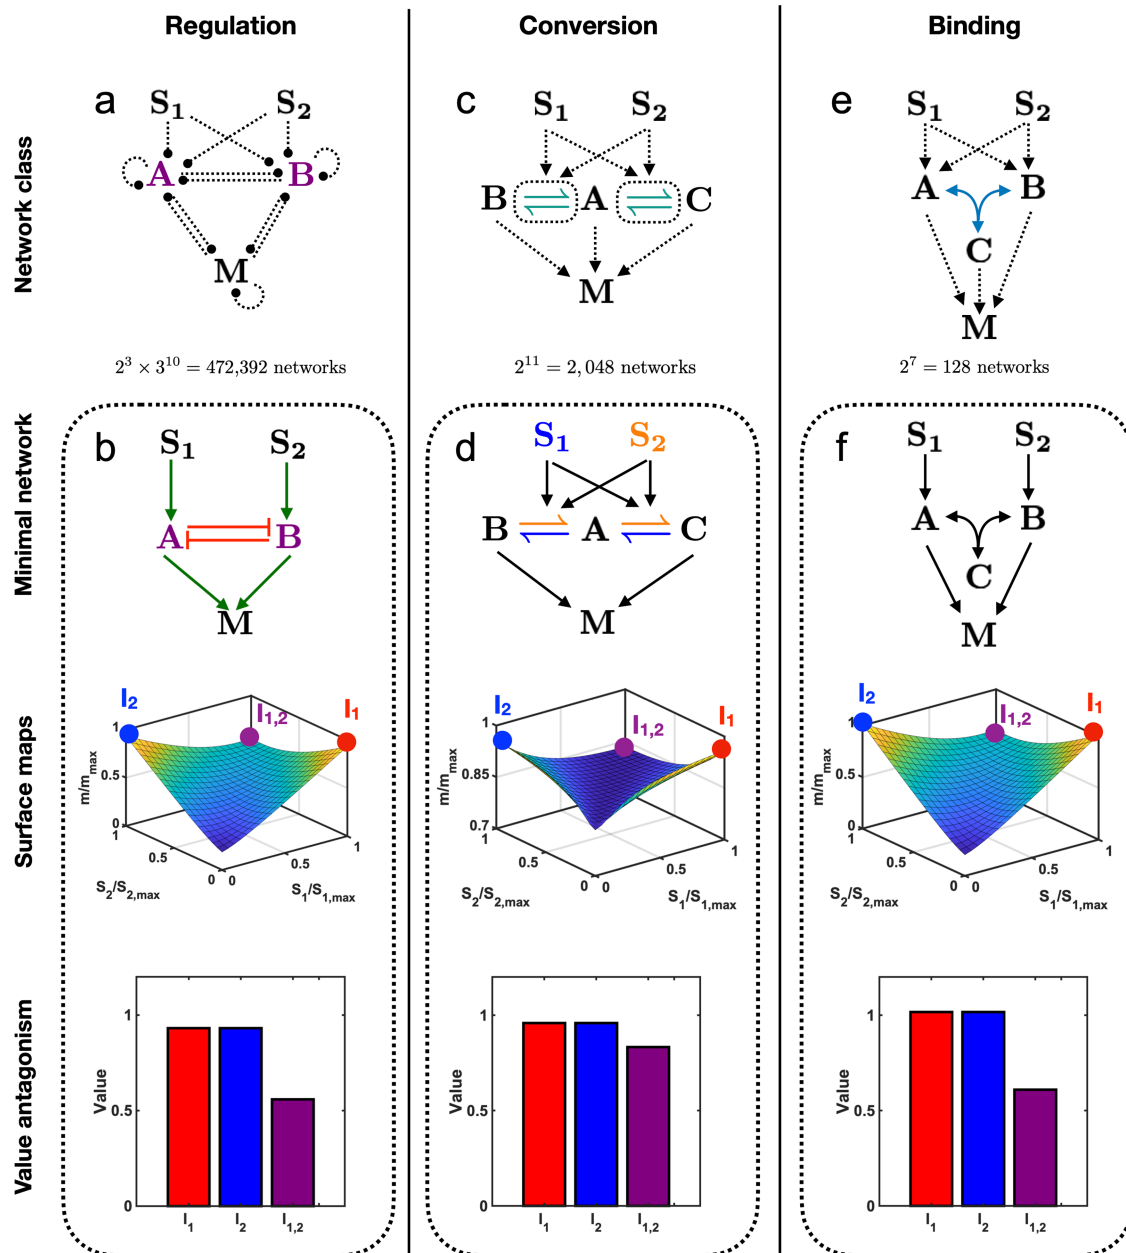 Regulation
Conversion
Binding
Network class
a
S1
S2
A
B
M
2^3 × 3^10 = 472,392 networks
c
S1
S2
B
A
C
M
2^11 = 2,048 networks
e
S1
S2
A
B
C
M
2^7 = 128 networks
Minimal network
b
S1
S2
A
B
M
d
S1
S2
B
A
C
M
f
S1
S2
A
B
C
M
Surface maps
I2
I1,2
I1
m/mmax
1
0.5
0
1
0.5
0
0
0.5
1
S2/S2,max
S1/S1,max
I2
I1,2
I1
m/mmax
1
0.85
0.7
1
0.5
0
0
0.5
1
S2/S2,max
S1/S1,max
I2
I1,2
I1
m/mmax
1
0.5
0
1
0.5
0
0
0.5
1
S2/S2,max
S1/S1,max
Value antagonism
Value
1
0.5
0
I1
I2
I1,2
Value
1
0.5
0
I1
I2
I1,2
Value
1
0.5
0
I1
I2
I1,2